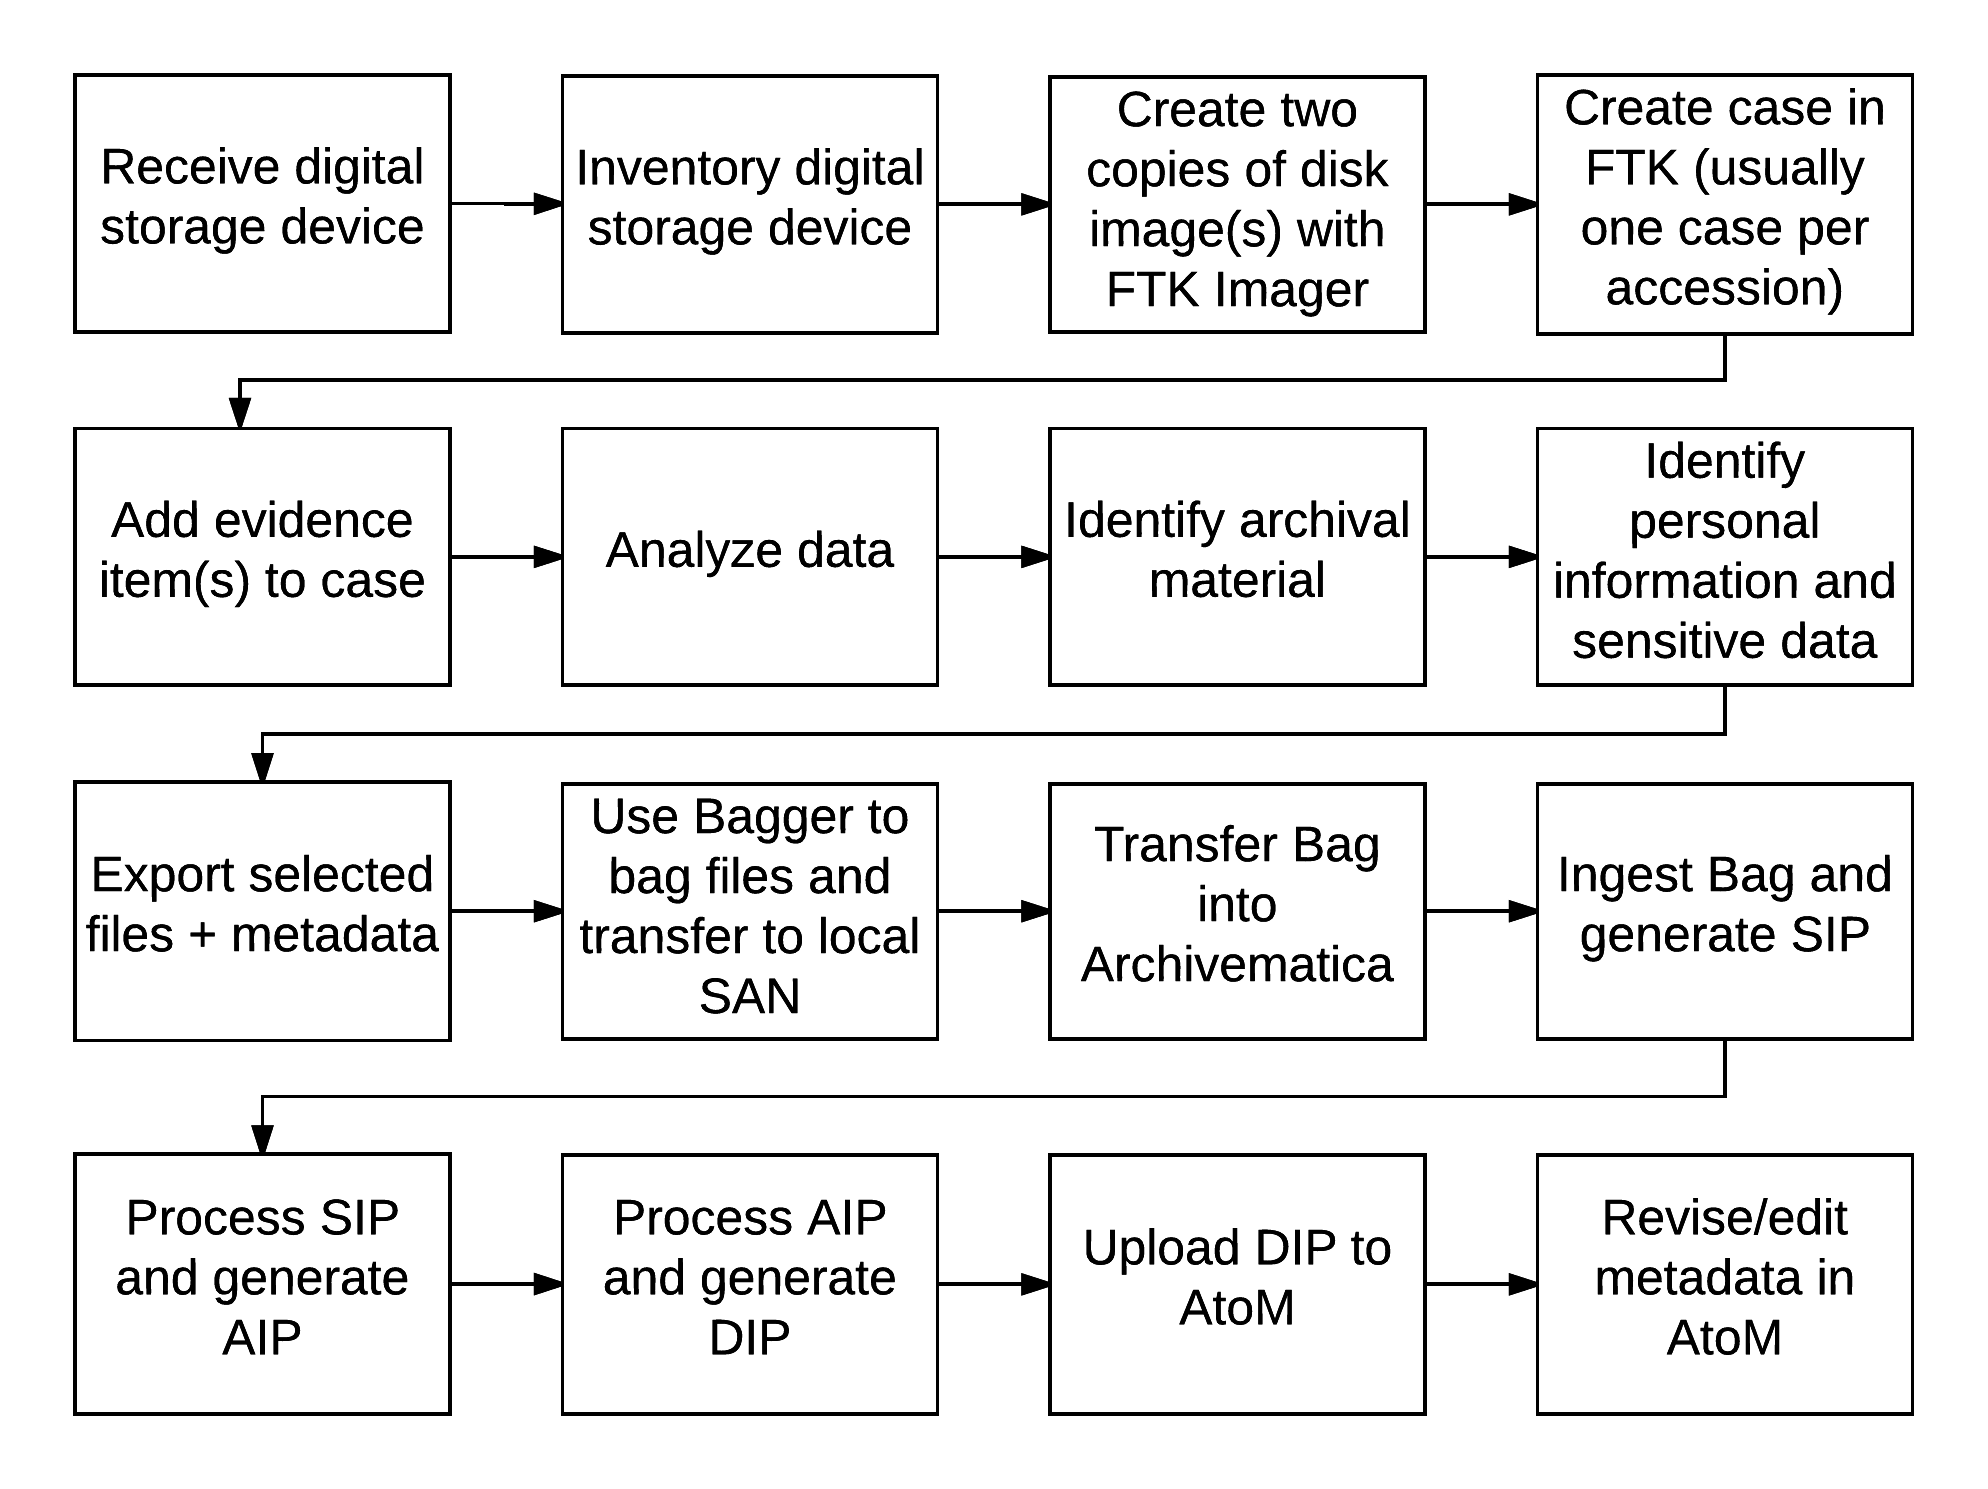 Receive digital
storage device
Inventory digital
storage device
Create two
copies of disk
image(s) with
FTK Imager
Create case in
FTK (usually
one case per
accession)
Add evidence
item(s) to case
Analyze data
Identify archival
material
Identify
personal
information and
sensitive data
Export selected
files + metadata
Use Bagger to
bag files and
transfer to local
SAN
Transfer Bag
into
Archivematica
Ingest Bag and
generate SIP
Process SIP
and generate
AIP
Process AIP
and generate
DIP
Upload DIP to
AtoM
Revise/edit
metadata in
AtoM